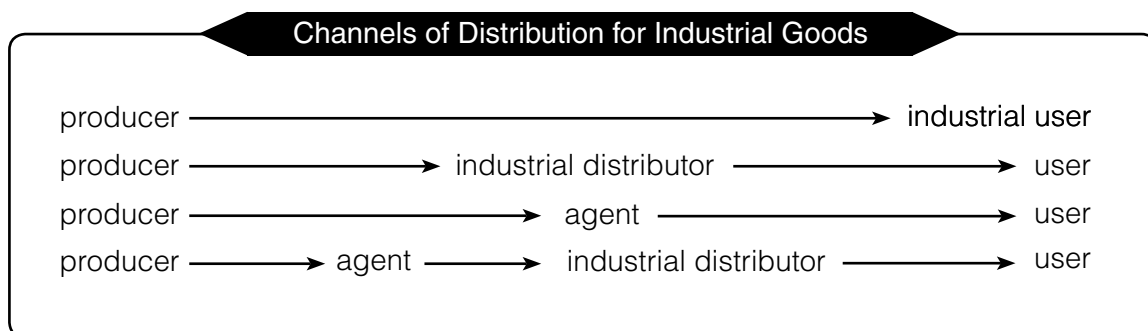 Channels of Distribution for Industrial Goods
producer industrial user
producer industrial distributor user
producer agent user
producer agent industrial distributor user